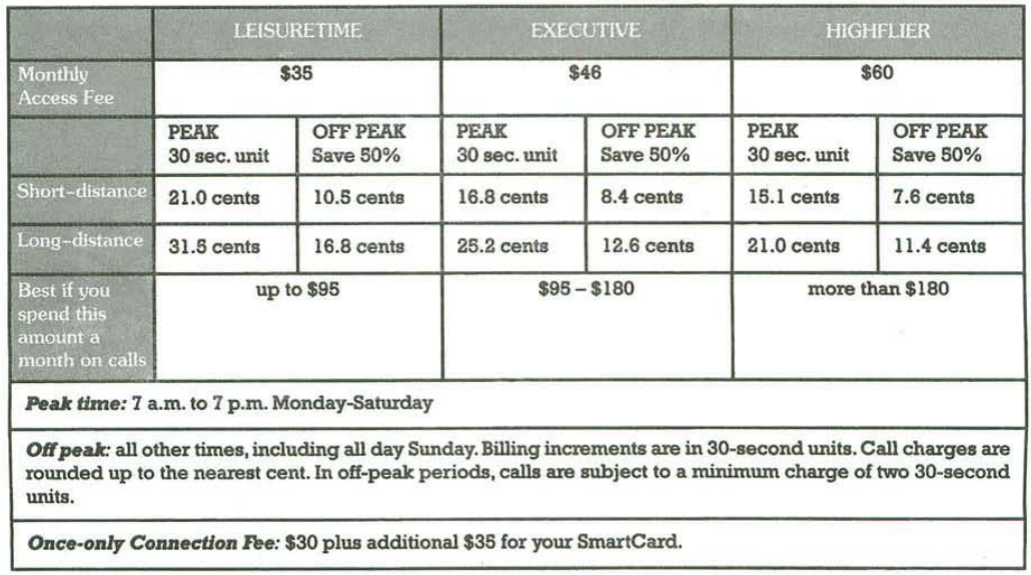 LEISURETIME EXECUTIVE HIGHFLIER
Monthly
Access Fee
$35 $46 $60
PEAK OFF PEAK PEAK OFF PEAK PEAK OFF PEAK
30 sec. unit Save 50% 30 sec. unit Save 50% 30 sec. unit Save 50%
Short-distance 21.0 cents 10.5 cents 16.8 cents 8.4 cents 15.1 cents 7.6 cents
Long-distance 31.5 cents 16.8 cents 25.2 cents 12.6 cents 21.0 cents 11.4 cents
Best if you
spend this
amount a
month on calls
up to $95 $95 – $180 more than $180
Peak time: 7 a.m. to 7 p.m. Monday-Saturday
Off peak: all other times, including all day Sunday. Billing increments are in 30-second units. Call charges are
rounded up to the nearest cent. In off-peak periods, calls are subject to a minimum charge of two 30-second
units.
Once-only Connection Fee: $30 plus additional $35 for your SmartCard.